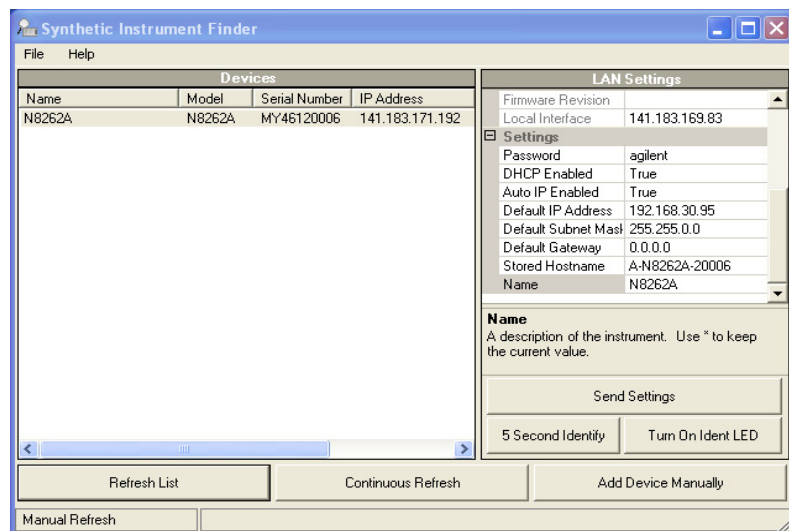 Synthetic Instrument Finder
File Help
Devices
Name Model Serial Number IP Address
N8262A N8262A MY46120006 141.183.171.192
LAN Settings
Firmware Revision
Local Interface 141.183.169.83
Settings
Password agilent
DHCP Enabled True
Auto IP Enabled True
Default IP Address 192.168.30.95
Default Subnet Mask 255.255.0.0
Default Gateway 0.0.0.0
Stored Hostname A-N8262A-20006
Name N8262A
Name
A description of the instrument. Use * to keep
the current value.
Send Settings
5 Second Identify Turn On Ident LED
Refresh List Continuous Refresh Add Device Manually
Manual Refresh